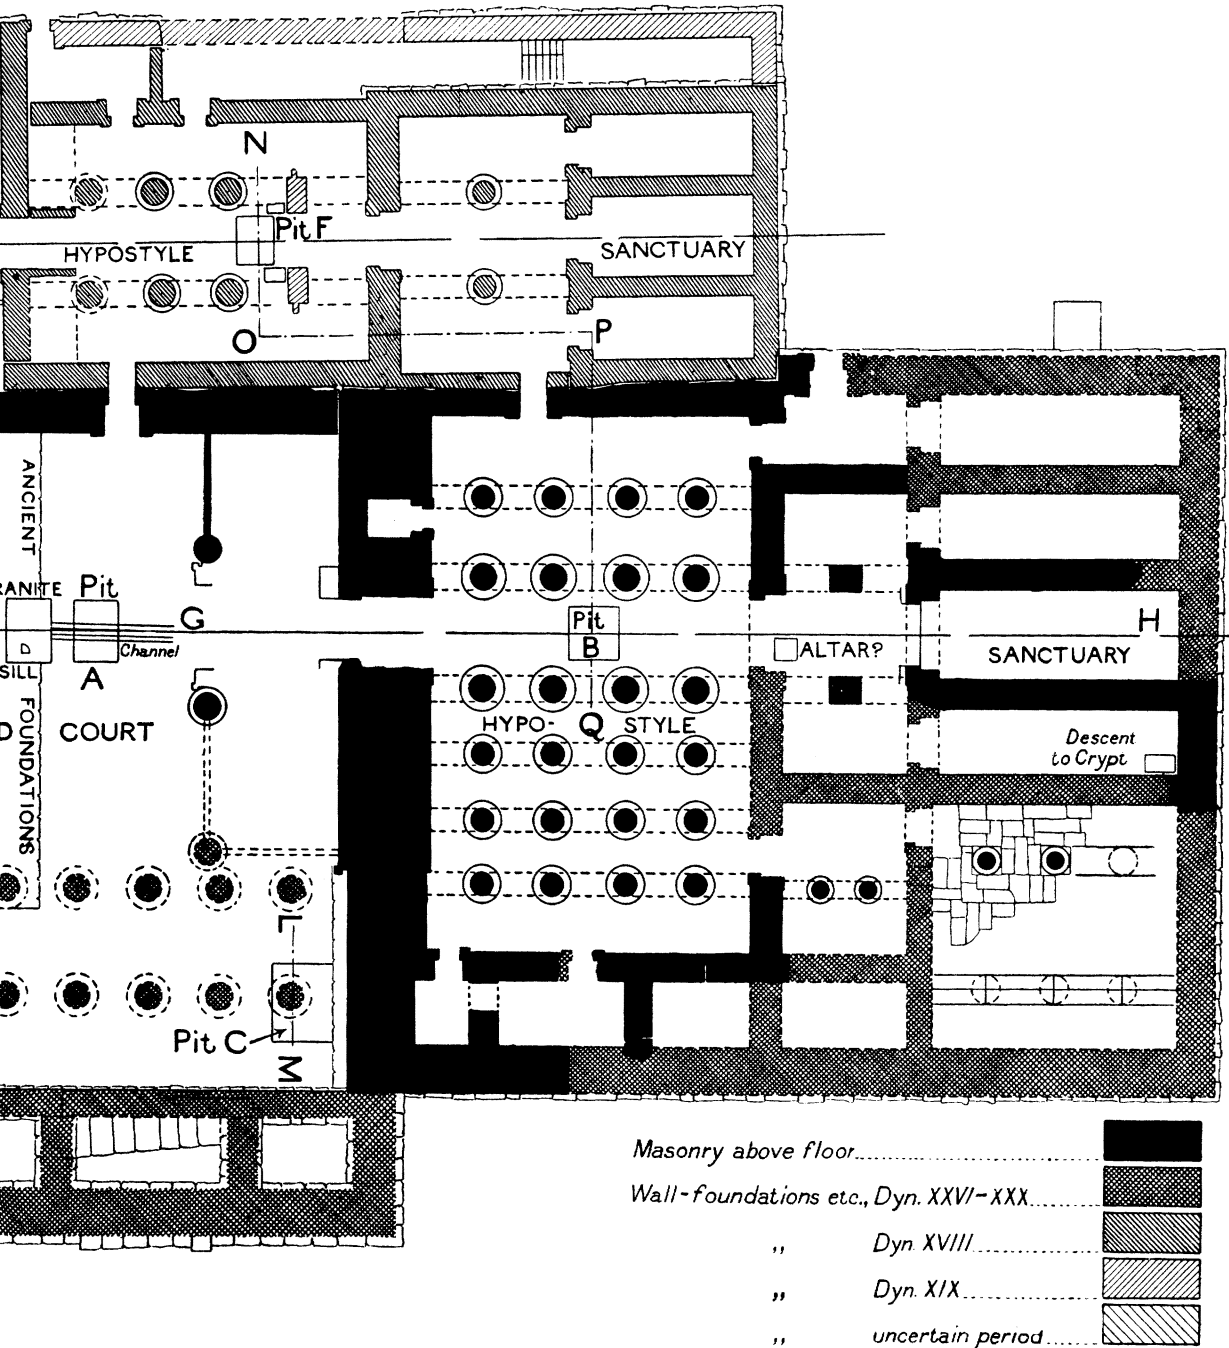 N
Pit F
HYPOSTYLE
SANCTUARY
O
P
ANCIENT
RANITE
Pit
G
Channel
SILL
A
FOUNDATIONS
D COURT
Pit
B
HYPO- Q STYLE
ALTAR?
H
SANCTUARY
Descent
to Crypt
L
Pit C
M
Masonry above floor
Wall-foundations etc., Dyn. XXVI-XXX
,, Dyn. XVIII
,, Dyn. XIX
,, uncertain period